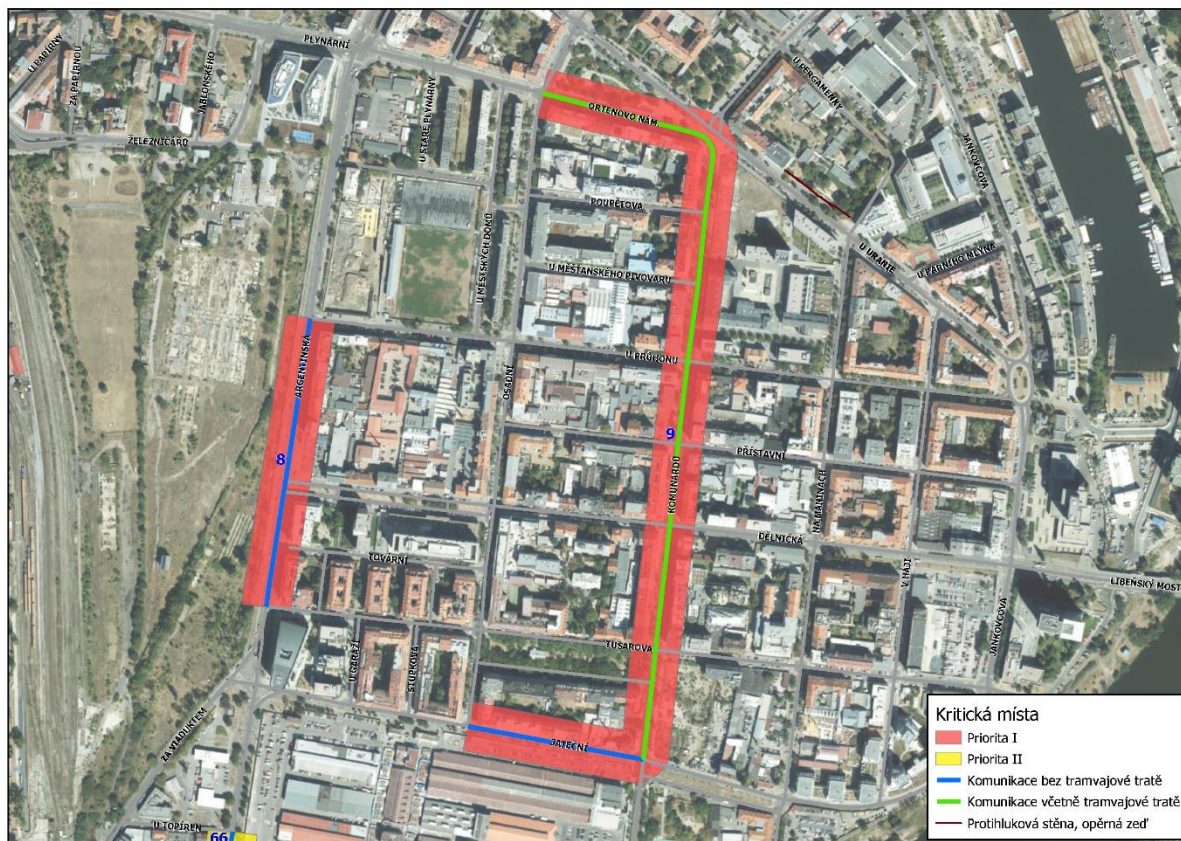 PLYNÁRNÍ
U PAPÍRNY
ZA PAPÍRNOU
JABLONSKÉHO
U STARÉ PLYNÁRNY
U PERGAMENKY
ORTENOVO NÁM.
JANKOVCOVA
ŽELEZNIČÁŘŮ
POUPĚTOVA
U MĚSTSKÝCH DOMŮ
U URANIE
U PARNÍHO MLÝNA
U MĚŠŤANSKÉHO PIVOVARU
ARGENTINSKÁ
U PRŮHONU
OSADNÍ
9
PŘÍSTAVNÍ
8
KOMUNARDŮ
NA MANINÁCH
DĚLNICKÁ
TOVÁRNÍ
V HÁJI
LIBEŇSKÝ MOST
JANKOVCOVA
TUSAROVA
U GARÁŽÍ
STUPKOVA
ZA VIADUKTEM
JATEČNÍ
U TOPÍREN
66
Kritická místa
Priorita I
Priorita II
Komunikace bez tramvajové tratě
Komunikace včetně tramvajové tratě
Protihluková stěna, opěrná zeď